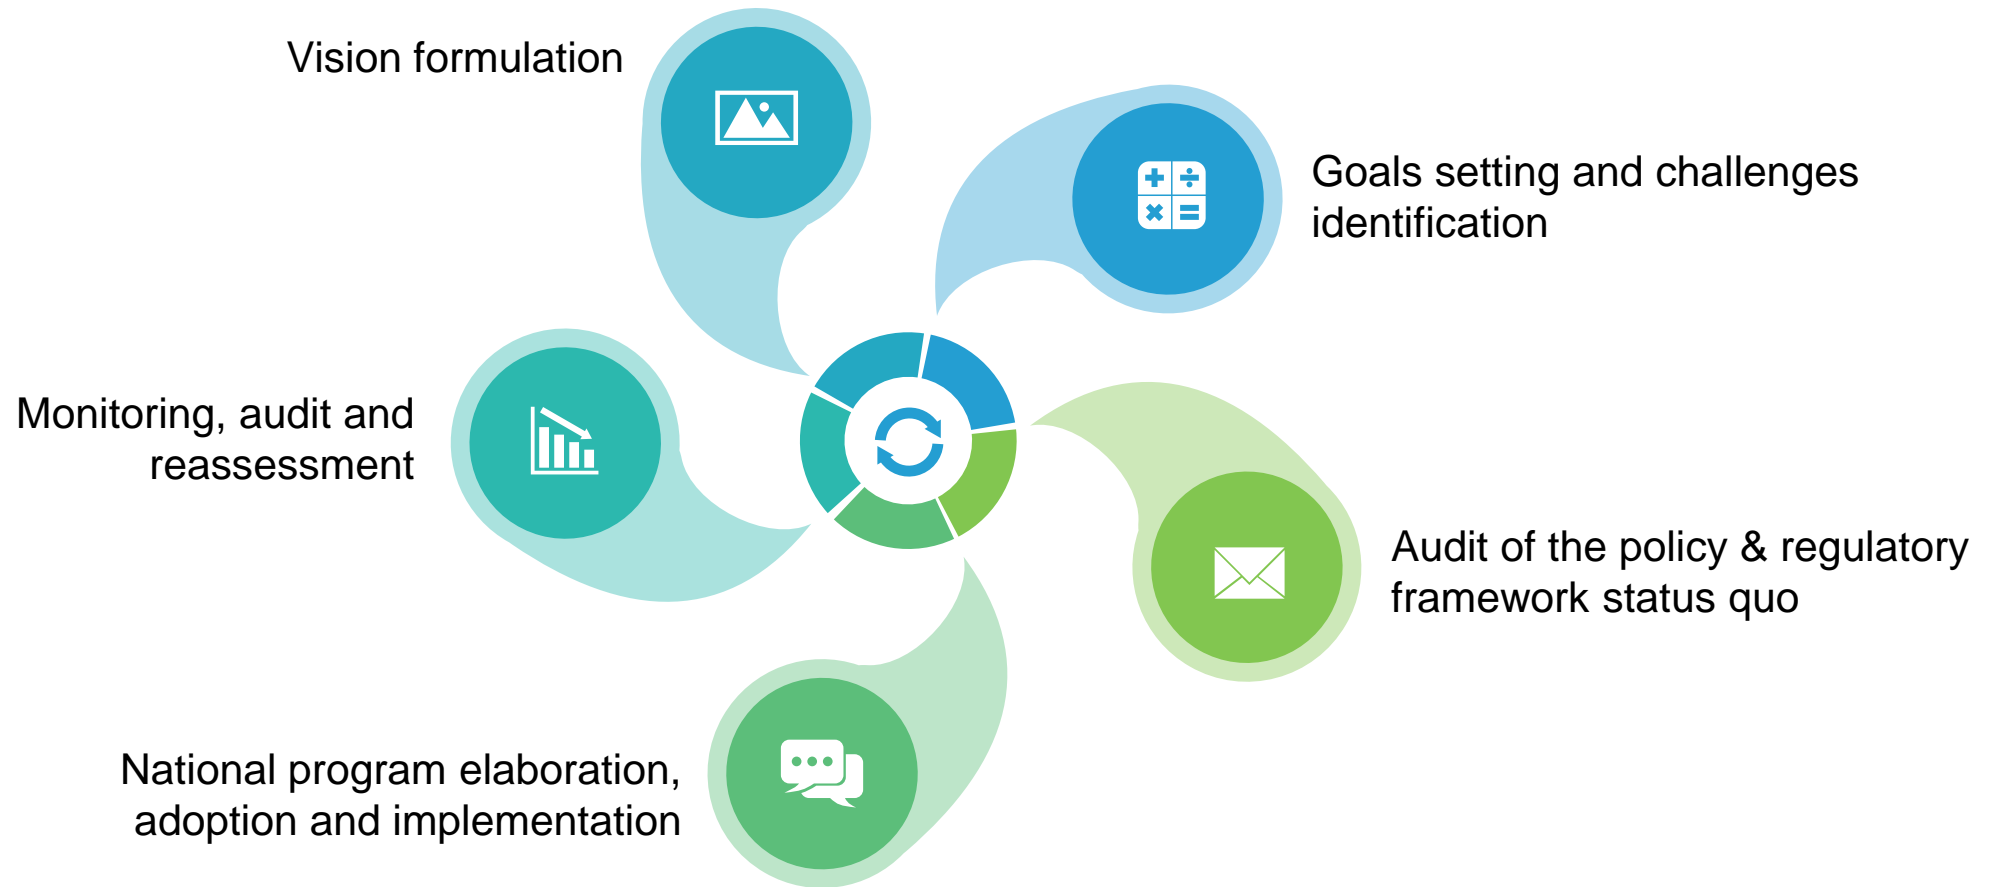 Vision formulation
Goals setting and challenges
identification
Audit of the policy & regulatory
framework status quo
National program elaboration,
adoption and implementation
Monitoring, audit and
reassessment